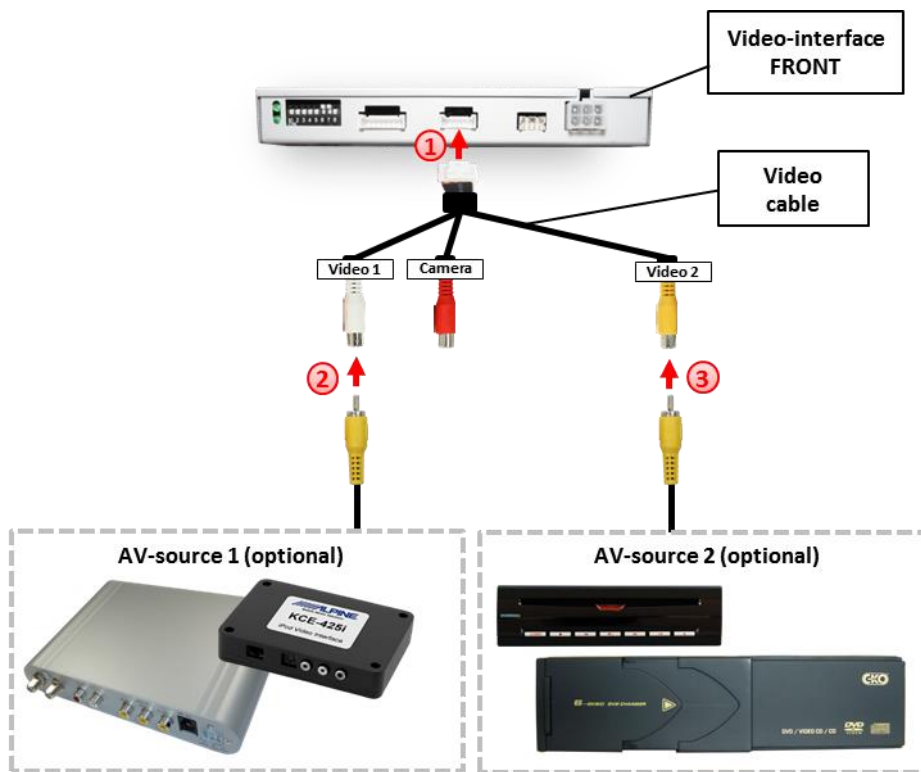 Video-interface
FRONT
1
Video
cable
Video 1
Camera
Video 2
2
3
AV-source 1 (optional)
AV-source 2 (optional)
ALPINE
KCE-425i
iPod Video Interface
DVD
DVD / VIDEO CD / CD